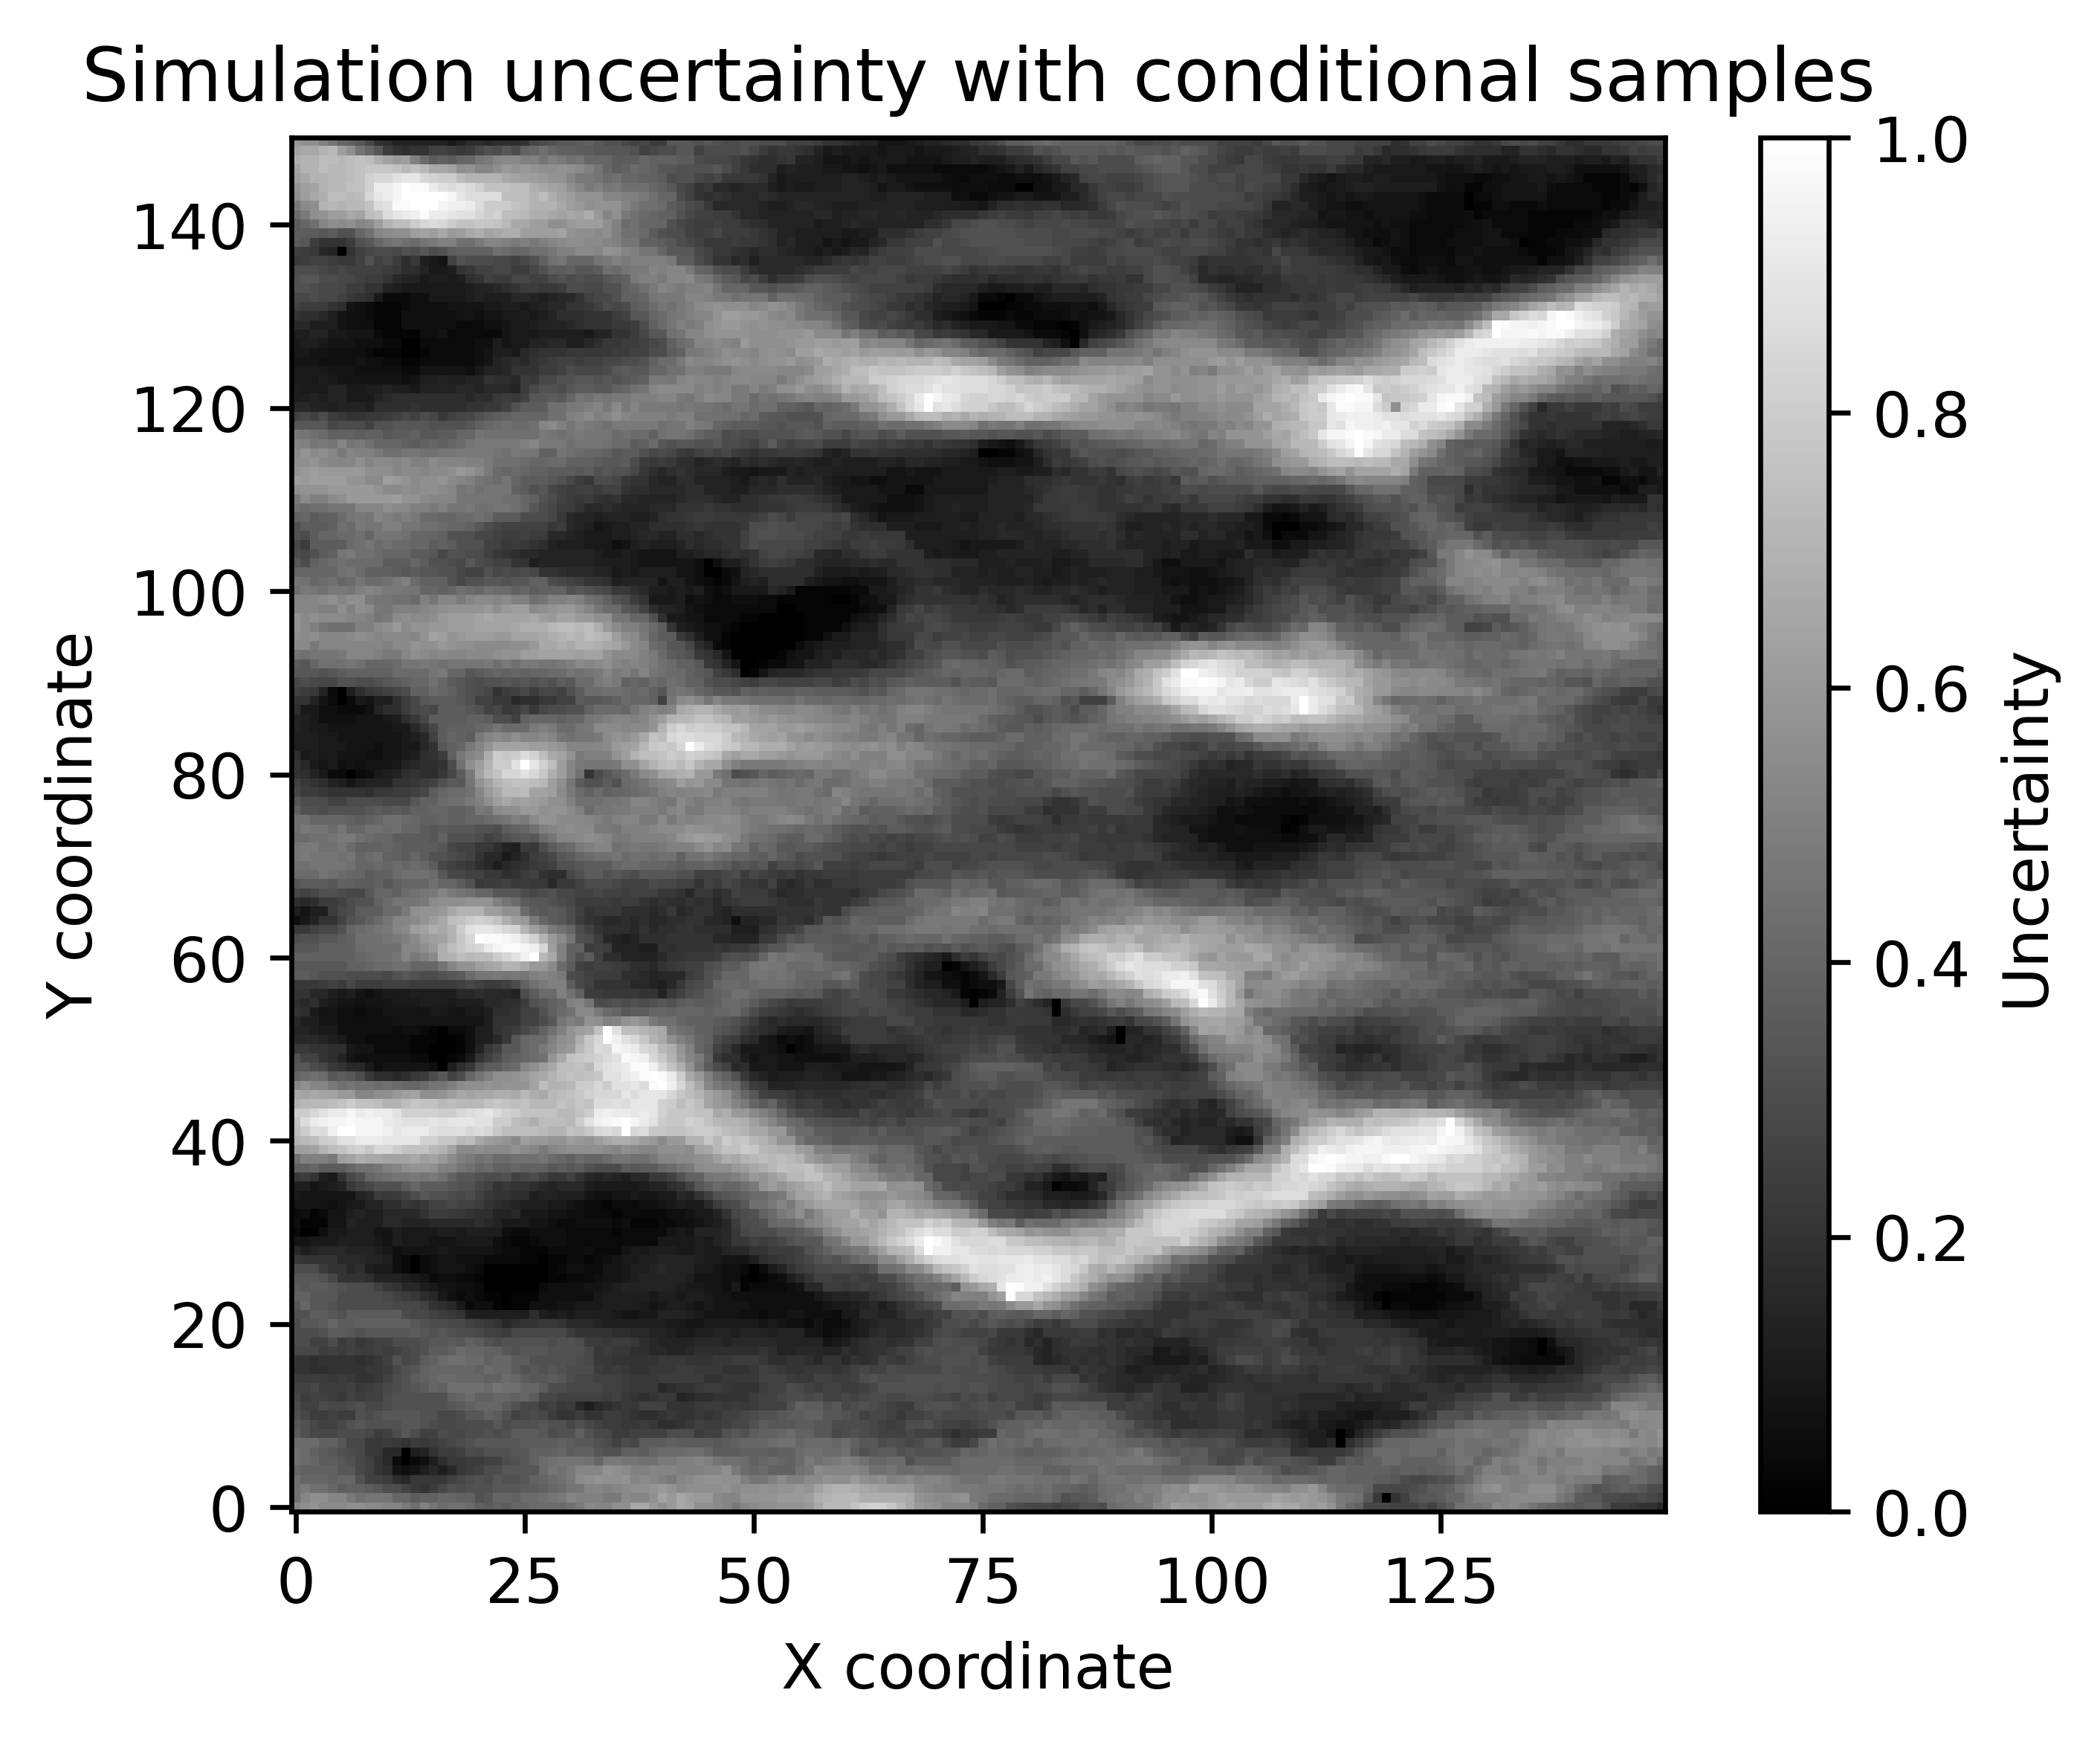 Simulation uncertainty with conditional samples
Y coordinate
140
120
100
80
60
40
20
0
0 25 50 75 100 125
X coordinate
1.0
0.8
0.6
0.4
0.2
0.0
Uncertainty